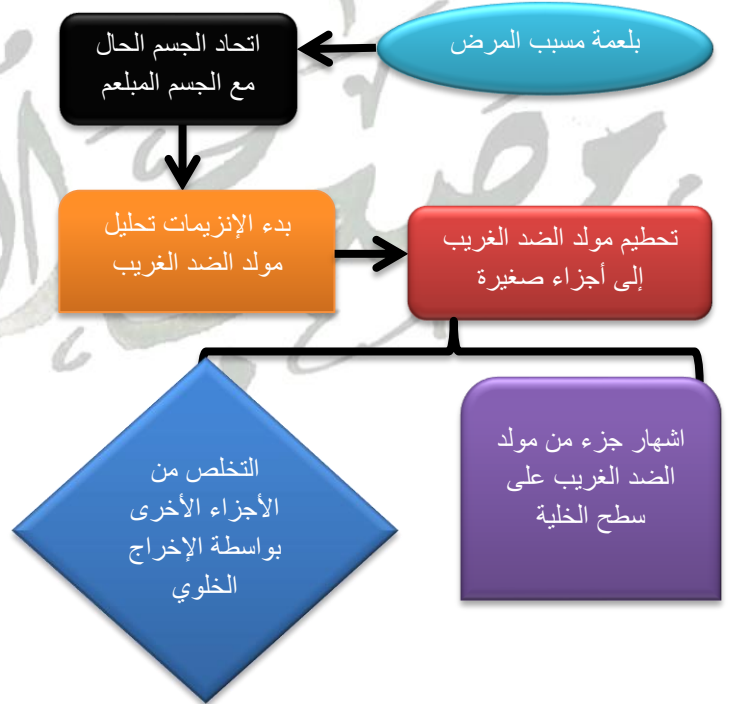 بلعمة مسبب المرض
اتحاد الجسم الحال
مع الجسم المبلعم
بدء الإنزيمات تحليل
مولد الضد الغريب
تحطيم مولد الضد الغريب
إلى أجزاء صغيرة
اشهار جزء من مولد
الضد الغريب على
سطح الخلية
التخلص من
الأجزاء الأخرى
بواسطة الإخراج
الخلوي